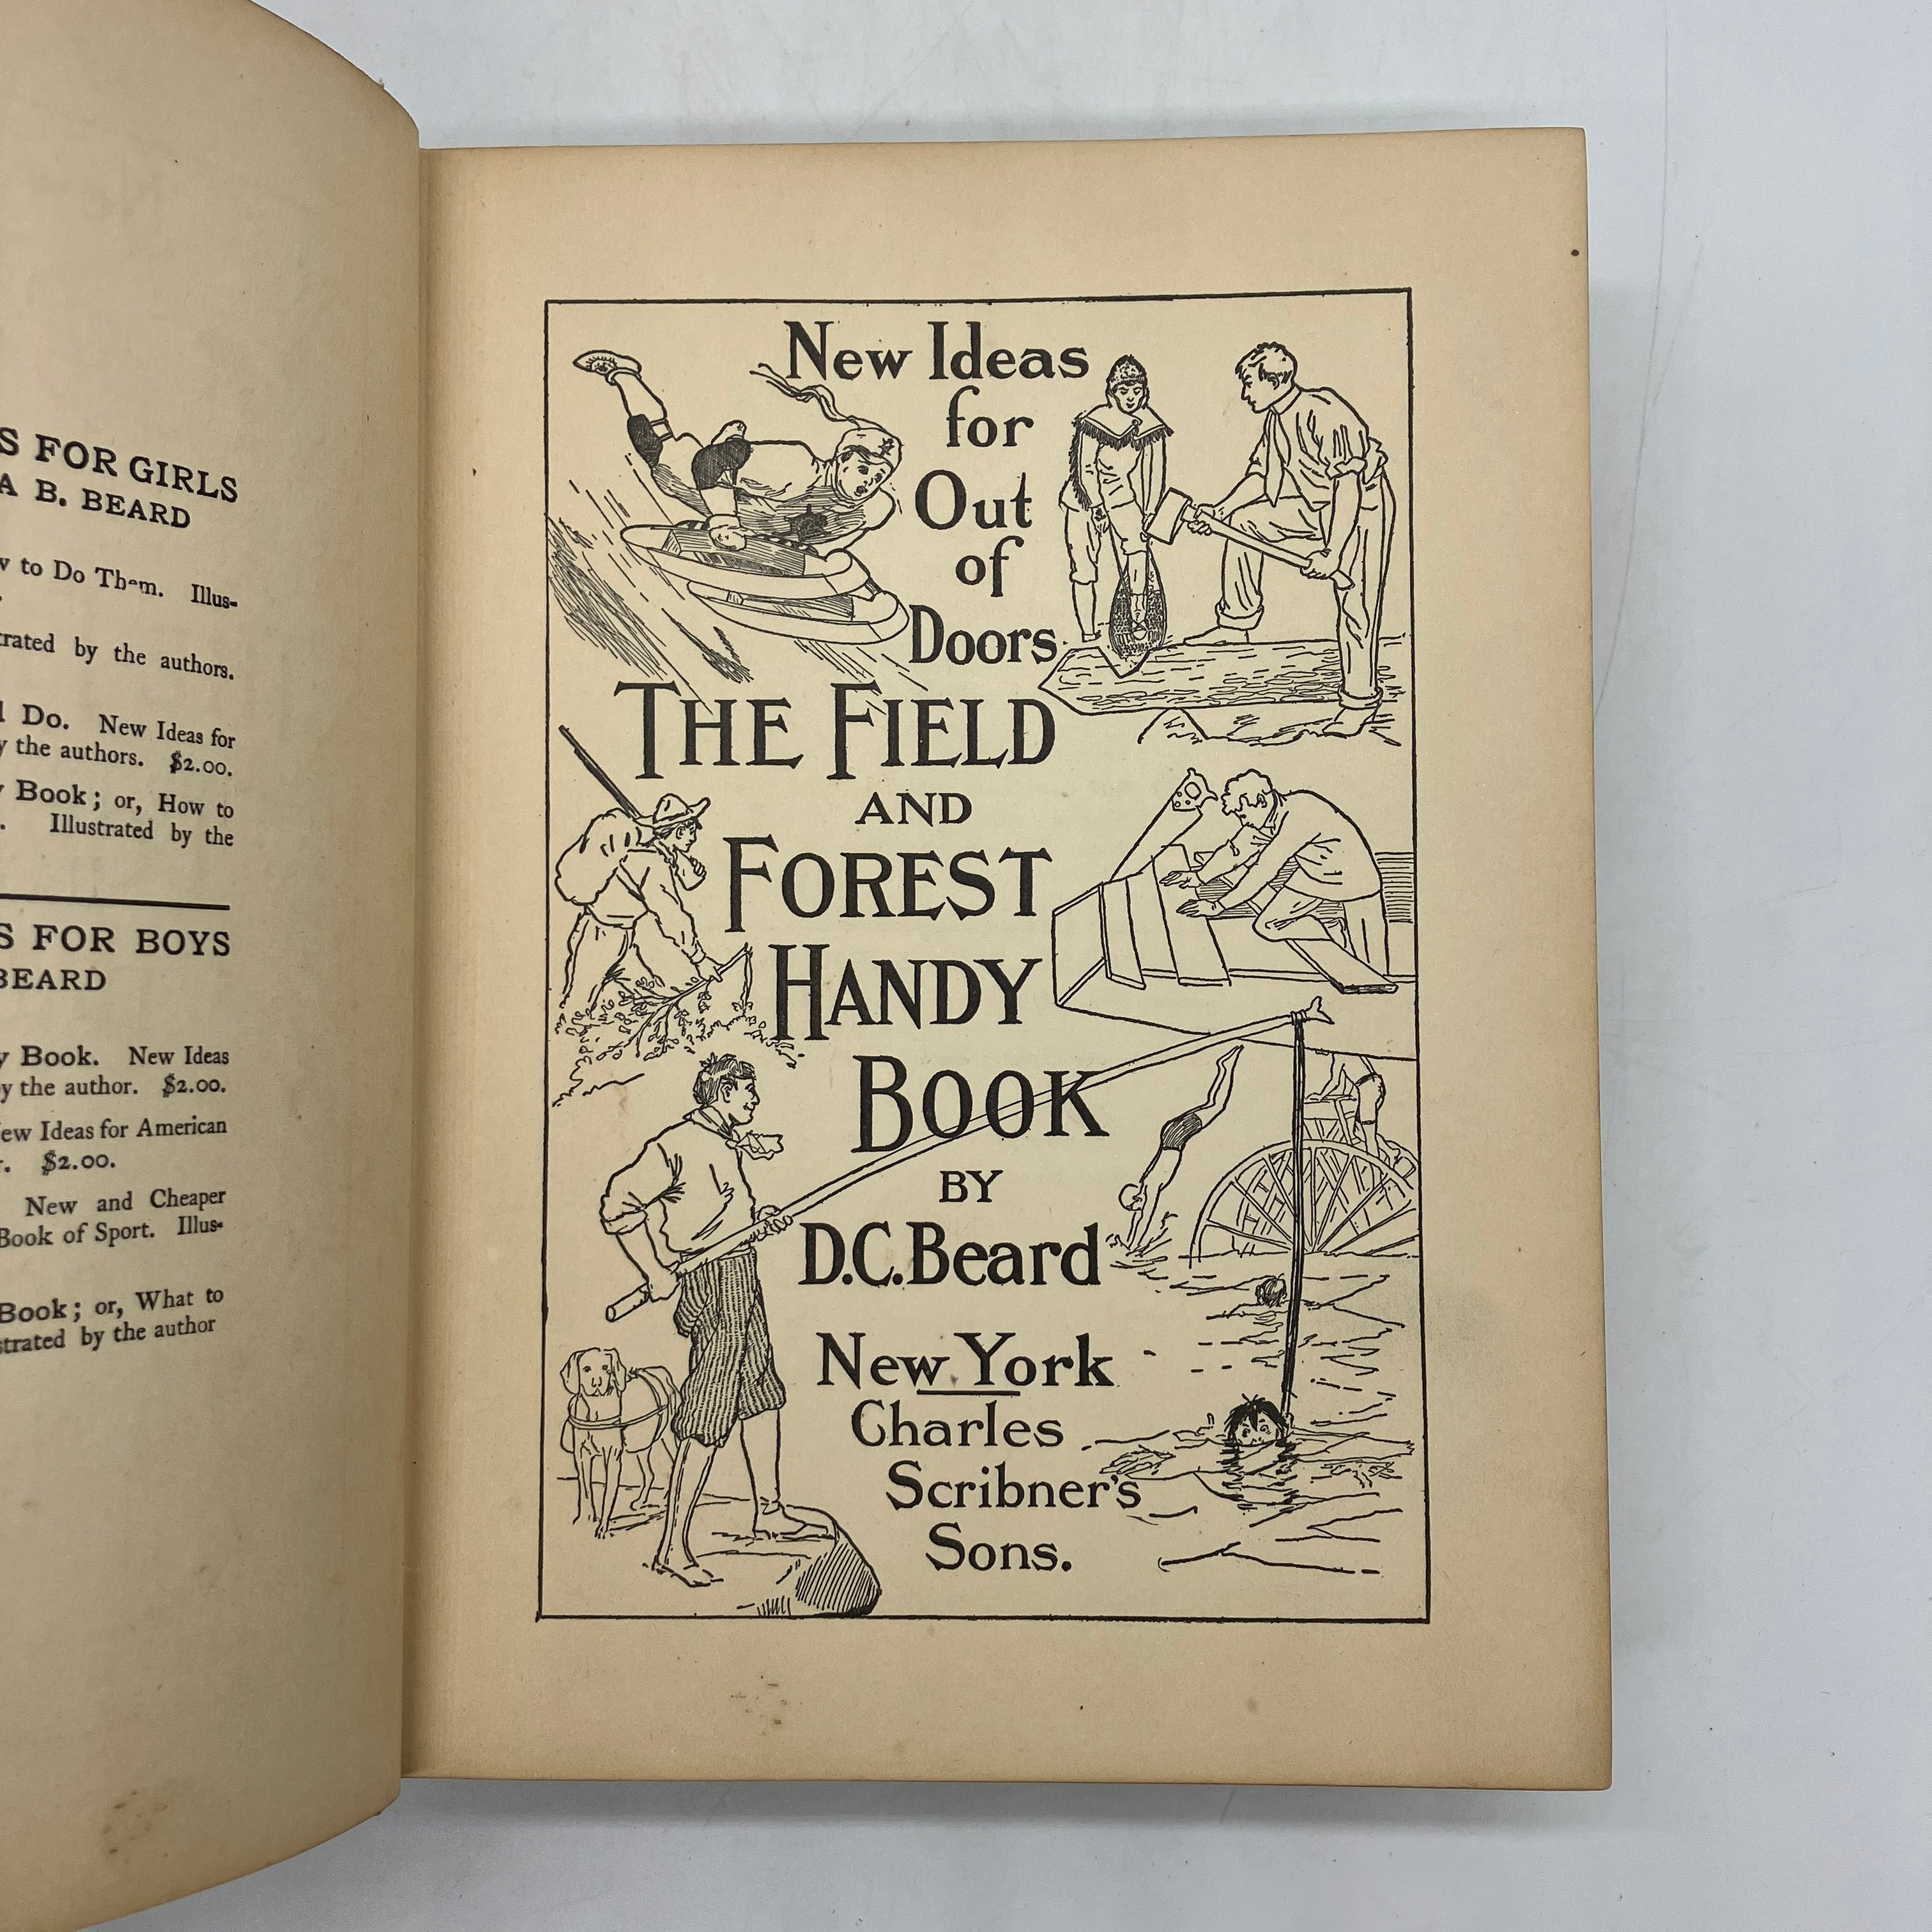 S FOR GIRLS
A B. BEARD
to Do Them. Illus-
trated by the authors.
Do. New Ideas for
y the authors. $2.00.
Book; or, How to
Illustrated by the
S FOR BOYS
BEARD
y Book. New Ideas
by the author. $2.00.
ew Ideas for American
r. $2.00.
New and Cheaper
Book of Sport. Illus-
Book; or, What to
strated by the author
New Ideas
for
Out
of
Doors
THE FIELD
AND
FOREST
HANDY
BOOK
BY
D.C. Beard
New York
Charles
Scribner's
Sons.